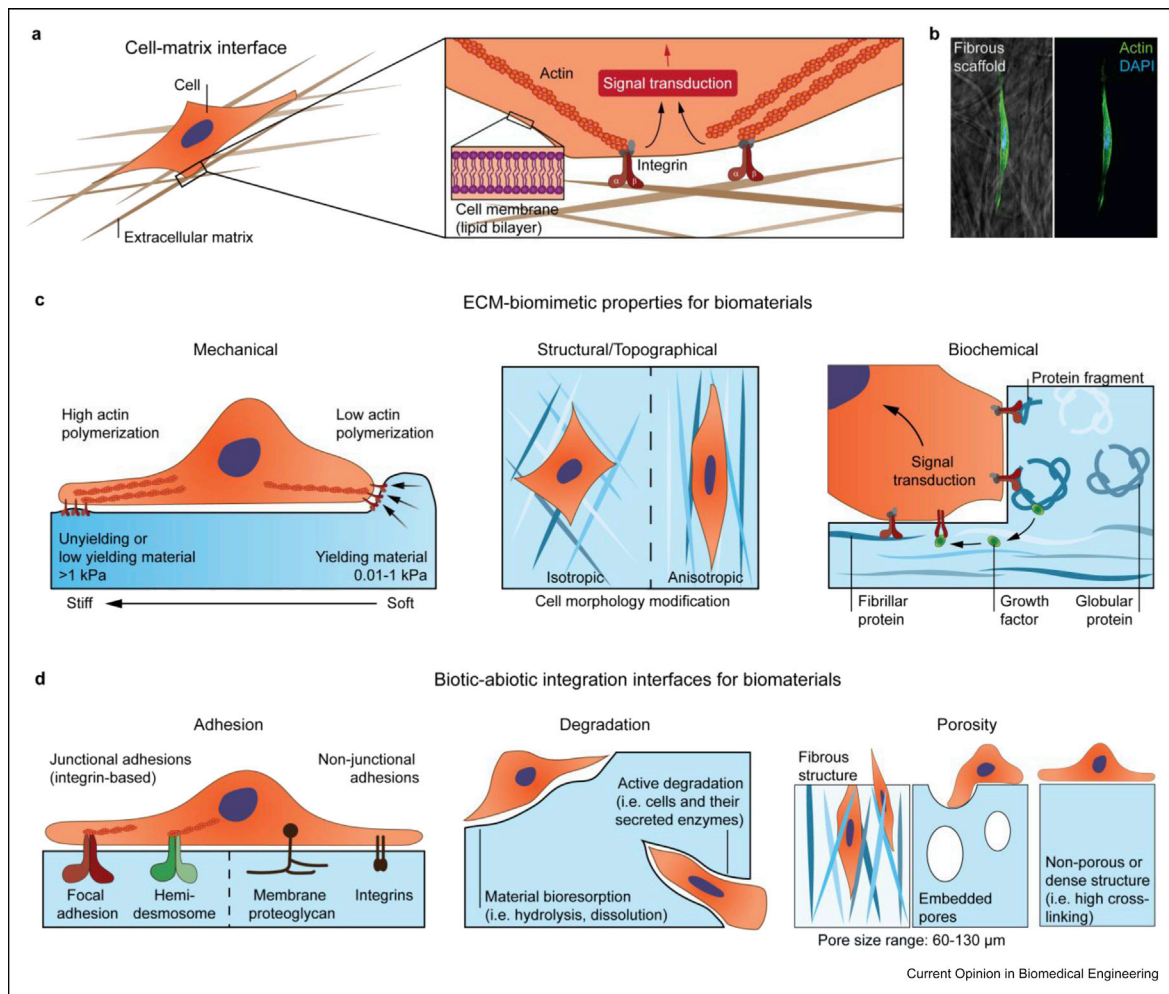 a
Cell-matrix interface
Cell
Extracellular matrix
Actin
Signal transduction
Integrin
α
β
α
β
Cell membrane
(lipid bilayer)
b
Fibrous
scaffold
Actin
DAPI
c
ECM-biomimetic properties for biomaterials
Mechanical
High actin
polymerization
Low actin
polymerization
Unyielding or
low yielding material
>1 kPa
Yielding material
0.01-1 kPa
Stiff
Soft
Structural/Topographical
Isotropic
Anisotropic
Cell morphology modification
Biochemical
Protein fragment
Signal
transduction
Fibrillar
protein
Growth
factor
Globular
protein
d
Biotic-abiotic integration interfaces for biomaterials
Adhesion
Junctional adhesions
(integrin-based)
Non-junctional
adhesions
Focal
adhesion
Hemi-
desmosome
Membrane
proteoglycan
Integrins
Degradation
Active degradation
(i.e. cells and their
secreted enzymes)
Material bioresorption
(i.e. hydrolysis, dissolution)
Porosity
Fibrous
structure
Embedded
pores
Non-porous or
dense structure
(i.e. high cross-
linking)
Pore size range: 60-130 μm
Current Opinion in Biomedical Engineering